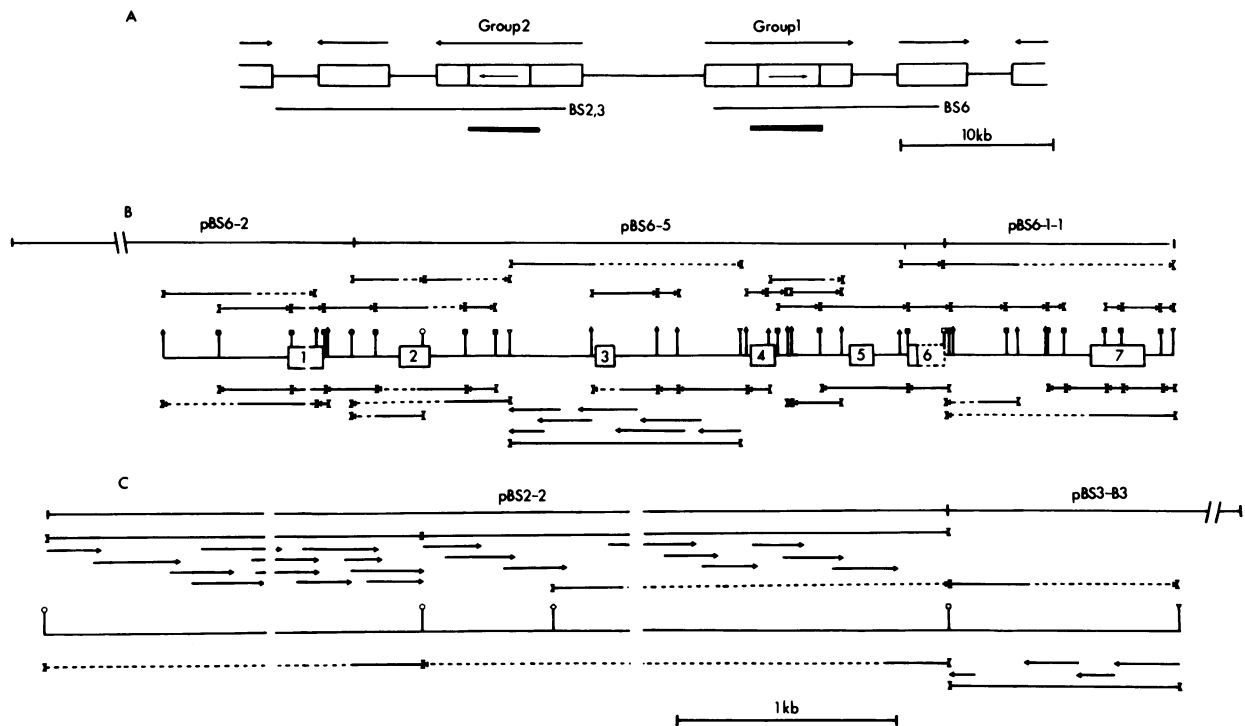 A
Group2 Group1
BS2,3 BS6
10kb
B
pBS6-2 pBS6-5 pBS6-1-1
1 2 3 4 5 6 7
C
pBS2-2 pBS3-B3
1kb